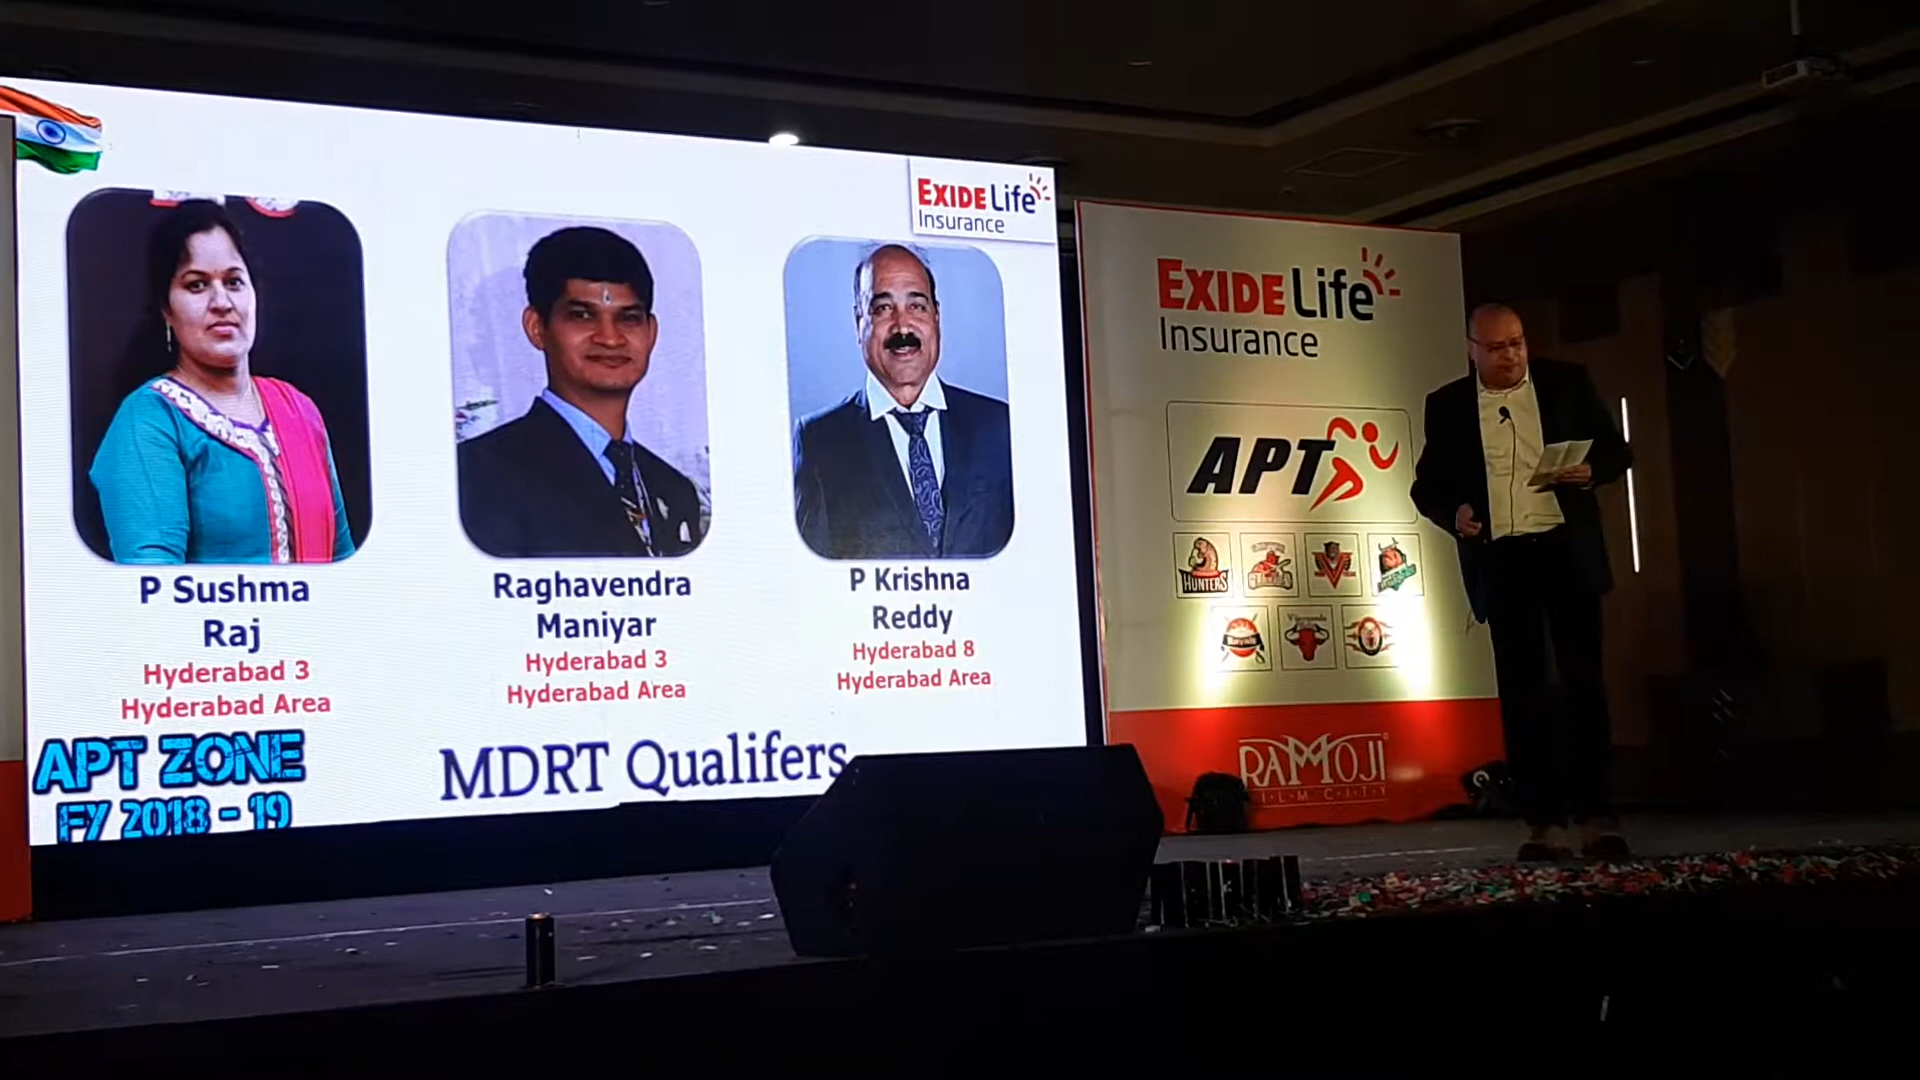 EXIDE Life
Insurance
P Sushma
Raj
Hyderabad 3
Hyderabad Area
Raghavendra
Maniyar
Hyderabad 3
Hyderabad Area
P Krishna
Reddy
Hyderabad 8
Hyderabad Area
APT ZONE
FY 2018 - 19
MDRT Qualifers
EXIDE Life
Insurance
APT
HUNTERS
RAMOJI
FILM CITY